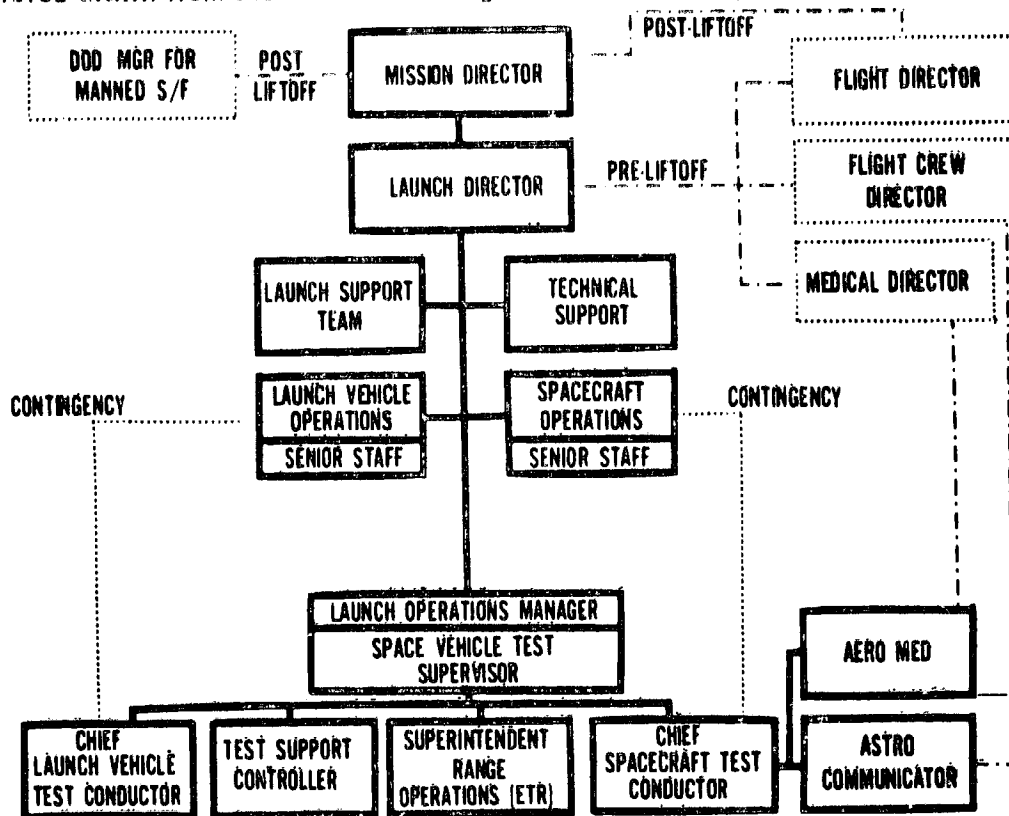 POST-LIFTOFF
DOD MGR FOR
MANNED S/F
POST
LIFTOFF
MISSION DIRECTOR
FLIGHT DIRECTOR
LAUNCH DIRECTOR
PRE-LIFTOFF
FLIGHT CREW
DIRECTOR
MEDICAL DIRECTOR
LAUNCH SUPPORT
TEAM
TECHNICAL
SUPPORT
CONTINGENCY
LAUNCH VEHICLE
OPERATIONS
SENIOR STAFF
SPACECRAFT
OPERATIONS
SENIOR STAFF
CONTINGENCY
LAUNCH OPERATIONS MANAGER
SPACE VEHICLE TEST
SUPERVISOR
AERO MED
CHIEF
LAUNCH VEHICLE
TEST CONDUCTOR
TEST SUPPORT
CONTROLLER
SUPERINTENDENT
RANGE
OPERATIONS (ETR)
CHIEF
SPACECRAFT TEST
CONDUCTOR
ASTRO
COMMUNICATOR